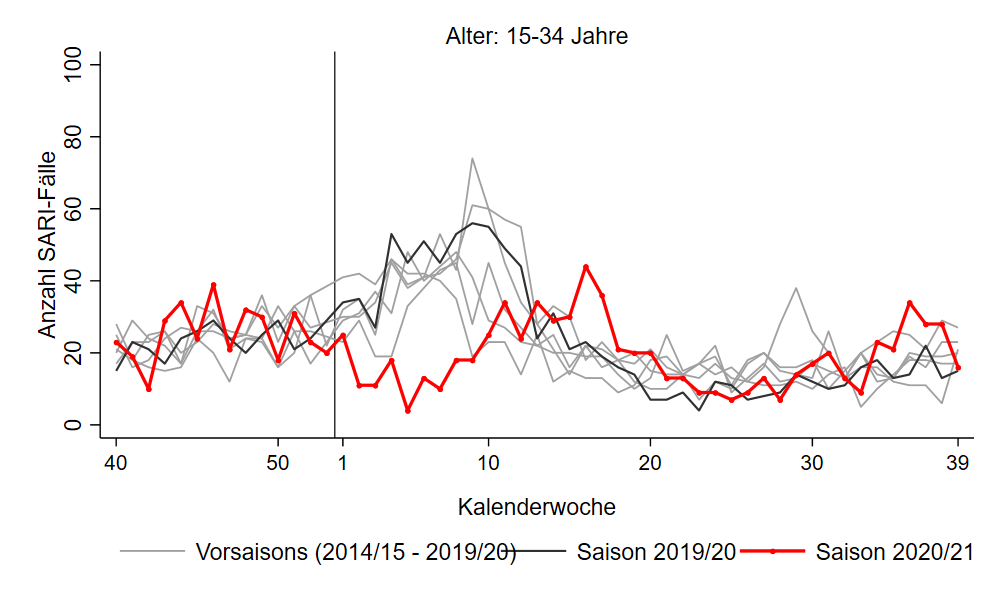 Alter: 15-34 Jahre
Anzahl SARI-Fälle
100
80
60
40
20
0
40 50 1 10 20 30 39
Kalenderwoche
Vorsaisons (2014/15 - 2019/20) Saison 2019/20 Saison 2020/21